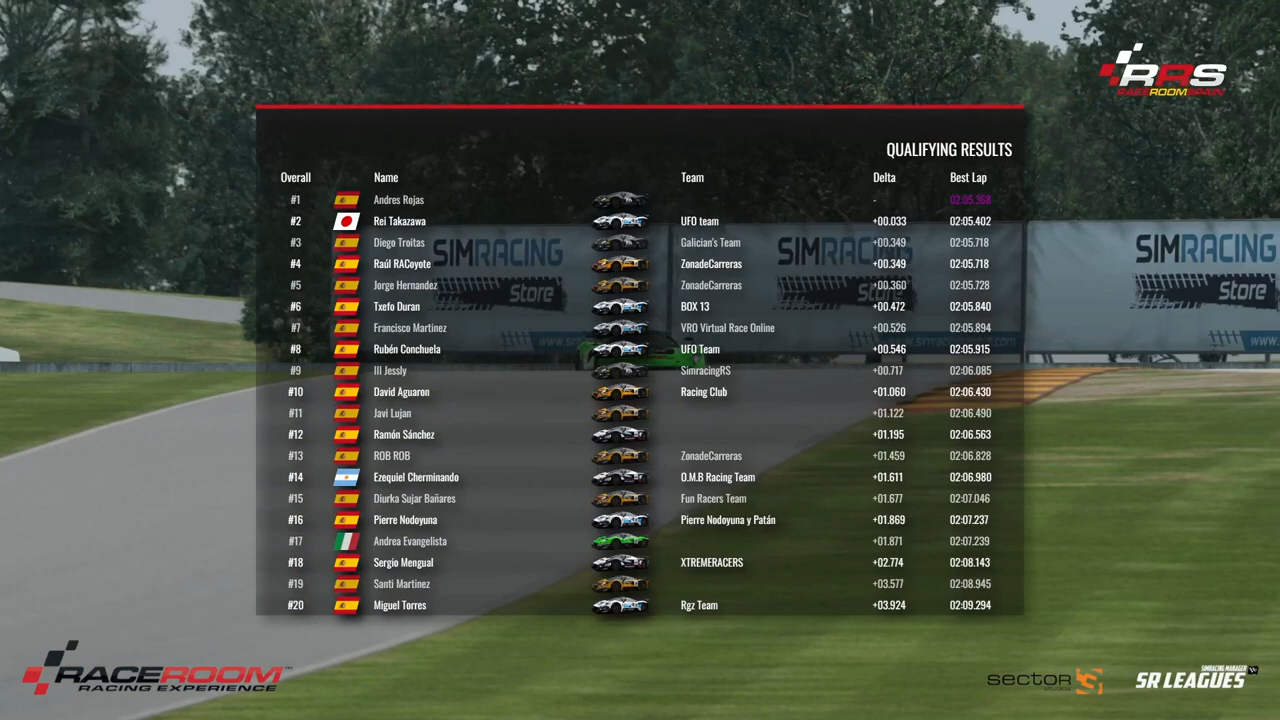 RRS
RACEROOMSPAIN
QUALIFYING RESULTS
Overall Name Team Delta Best Lap
#1 Andres Rojas - 02:05.368
#2 Rei Takazawa UFO team +00.033 02:05.402
#3 Diego Troitas Galician's Team +00.349 02:05.718
#4 Raúl RACoyote ZonadeCarreras +00.349 02:05.718
#5 Jorge Hernandez ZonadeCarreras +00.360 02:05.728
#6 Txefo Duran BOX 13 +00.472 02:05.840
#7 Francisco Martinez VRO Virtual Race Online +00.526 02:05.894
#8 Rubén Conchuela UFO Team +00.546 02:05.915
#9 III Jessly SimracingRS +00.717 02:06.085
#10 David Aguaron Racing Club +01.060 02:06.430
#11 Javi Lujan +01.122 02:06.490
#12 Ramón Sánchez +01.195 02:06.563
#13 ROB ROB ZonadeCarreras +01.459 02:06.828
#14 Ezequiel Cherminando O.M.B Racing Team +01.611 02:06.980
#15 Diurka Sujar Bañares Fun Racers Team +01.677 02:07.046
#16 Pierre Nodoyuna Pierre Nodoyuna y Patán +01.869 02:07.237
#17 Andrea Evangelista +01.871 02:07.239
#18 Sergio Mengual XTREMERACERS +02.774 02:08.143
#19 Santi Martinez +03.577 02:08.945
#20 Miguel Torres Rgz Team +03.924 02:09.294
SIMRACING
Store
SIMRACING
Store
SIMRACING
Store
RACEROOM
RACING EXPERIENCE
sector
SIMRACING MANAGER
SR LEAGUES